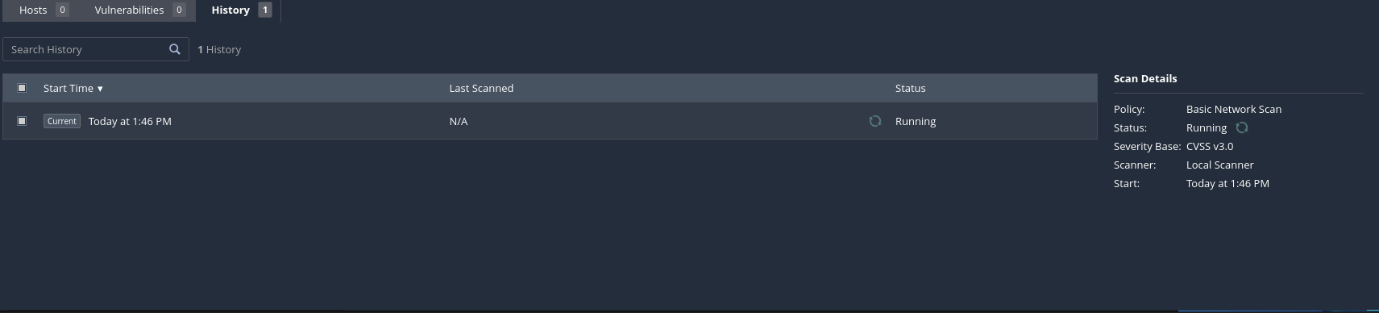 Hosts 0 Vulnerabilities 0 History 1
Search History 1 History
Start Time ▾ Last Scanned Status
Current Today at 1:46 PM N/A Running
Scan Details
Policy: Basic Network Scan
Status: Running
Severity Base: CVSS v3.0
Scanner: Local Scanner
Start: Today at 1:46 PM